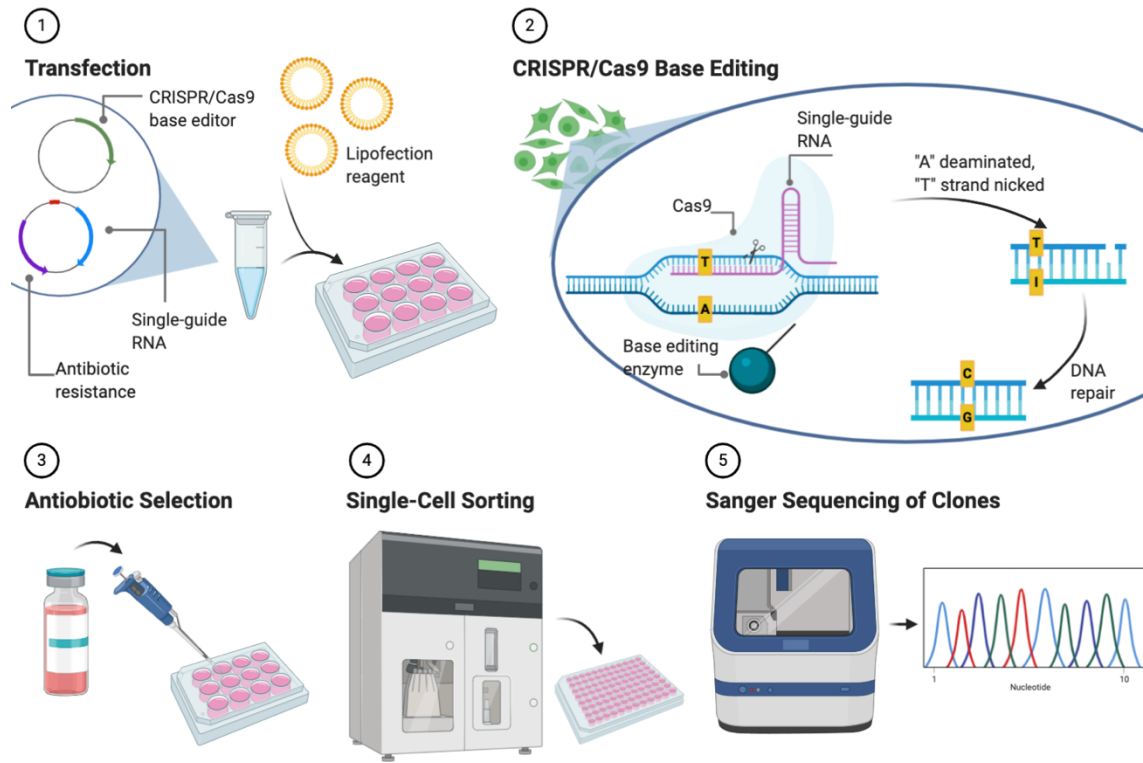 1
Transfection
CRISPR/Cas9
base editor
Lipofection
reagent
Single-guide
RNA
Antibiotic
resistance
2
CRISPR/Cas9 Base Editing
Single-guide
RNA
"A" deaminated,
"T" strand nicked
Cas9
T
A
T
I
Base editing
enzyme
DNA
repair
C
G
3
Antiobiotic Selection
4
Single-Cell Sorting
5
Sanger Sequencing of Clones
1
10
Nucleotide